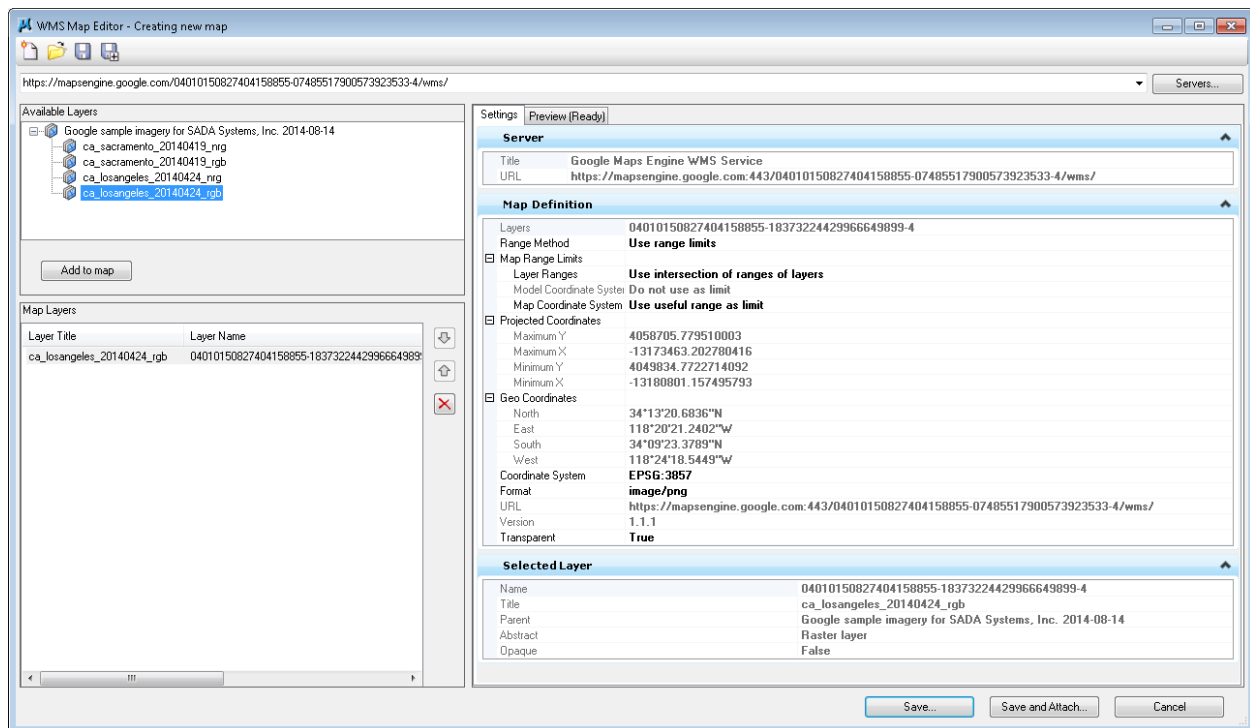 WMS Map Editor - Creating new map
https://mapsengine.google.com/04010150827404158855-07485517900573923533-4/wms/
Servers...
Available Layers
Google sample imagery for SADA Systems, Inc. 2014-08-14
ca_sacramento_20140419_nrg
ca_sacramento_20140419_rgb
ca_losangeles_20140424_nrg
ca_losangeles_20140424_rgb
Add to map
Map Layers
Layer Title Layer Name
ca_losangeles_20140424_rgb 04010150827404158855-1837322442996664989
Settings Preview (Ready)
Server
Title Google Maps Engine WMS Service
URL https://mapsengine.google.com:443/04010150827404158855-07485517900573923533-4/wms/
Map Definition
Layers 04010150827404158855-18373224429966649899-4
Range Method Use range limits
Map Range Limits
Layer Ranges Use intersection of ranges of layers
Model Coordinate Syster Do not use as limit
Map Coordinate System Use useful range as limit
Projected Coordinates
Maximum Y 4058705.779510003
Maximum X -13173463.202780416
Minimum Y 4049834.7722714092
Minimum X -13180801.157495793
Geo Coordinates
North 34°13'20.6836"N
East 118°20'21.2402"W
South 34°09'23.3789"N
West 118°24'18.5449"W
Coordinate System EPSG:3857
Format image/png
URL https://mapsengine.google.com:443/04010150827404158855-07485517900573923533-4/wms/
Version 1.1.1
Transparent True
Selected Layer
Name 04010150827404158855-18373224429966649899-4
Title ca_losangeles_20140424_rgb
Parent Google sample imagery for SADA Systems, Inc. 2014-08-14
Abstract Raster layer
Opaque False
Save... Save and Attach... Cancel